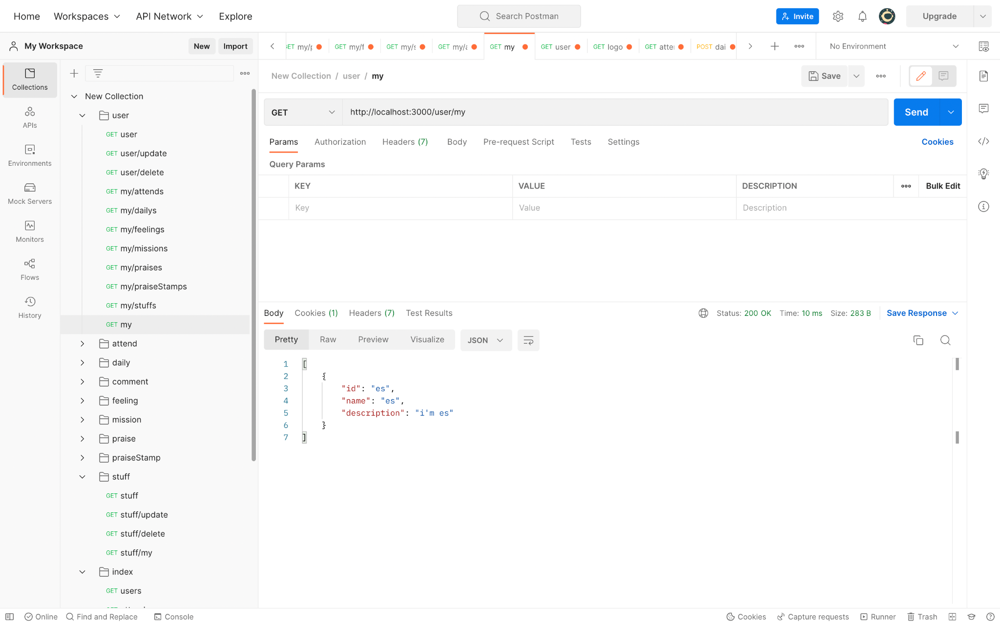 Home Workspaces API Network Explore Search Postman Invite Upgrade
My Workspace New Import
GET my/f GET my/ GET my/ GET my GET user GET logo GET atte POST dai No Environment
New Collection / user / my Save
GET http://localhost:3000/user/my Send
Params Authorization Headers (7) Body Pre-request Script Tests Settings Cookies
Query Params
KEY VALUE DESCRIPTION Bulk Edit
Key Value Description
Collections
APIs
Environments
Mock Servers
Monitors
Flows
History
New Collection
user
GET user
GET user/update
GET user/delete
GET my/attends
GET my/dailys
GET my/feelings
GET my/missions
GET my/praises
GET my/praiseStamps
GET my/stuffs
GET my
attend
daily
comment
feeling
mission
praise
praiseStamp
stuff
GET stuff
GET stuff/update
GET stuff/delete
GET stuff/my
index
GET users
Body Cookies (1) Headers (7) Test Results Status: 200 OK Time: 10 ms Size: 283 B Save Response
Pretty Raw Preview Visualize JSON
1 [
2 {
3 "id": "es",
4 "name": "es",
5 "description": "i'm es"
6 }
7 ]
Online Find and Replace Console Cookies Capture requests Runner Trash